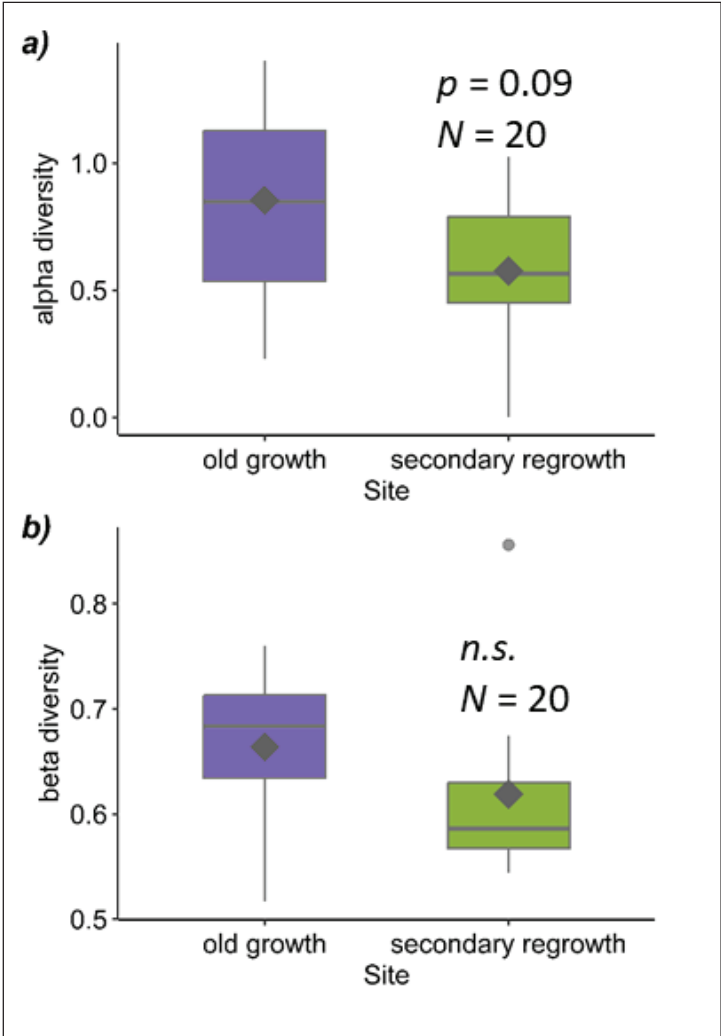 a)
alpha diversity
1.0
0.5
0.0
p = 0.09
N = 20
old growth
secondary regrowth
Site
b)
beta diversity
0.8
0.7
0.6
0.5
n.s.
N = 20
old growth
secondary regrowth
Site